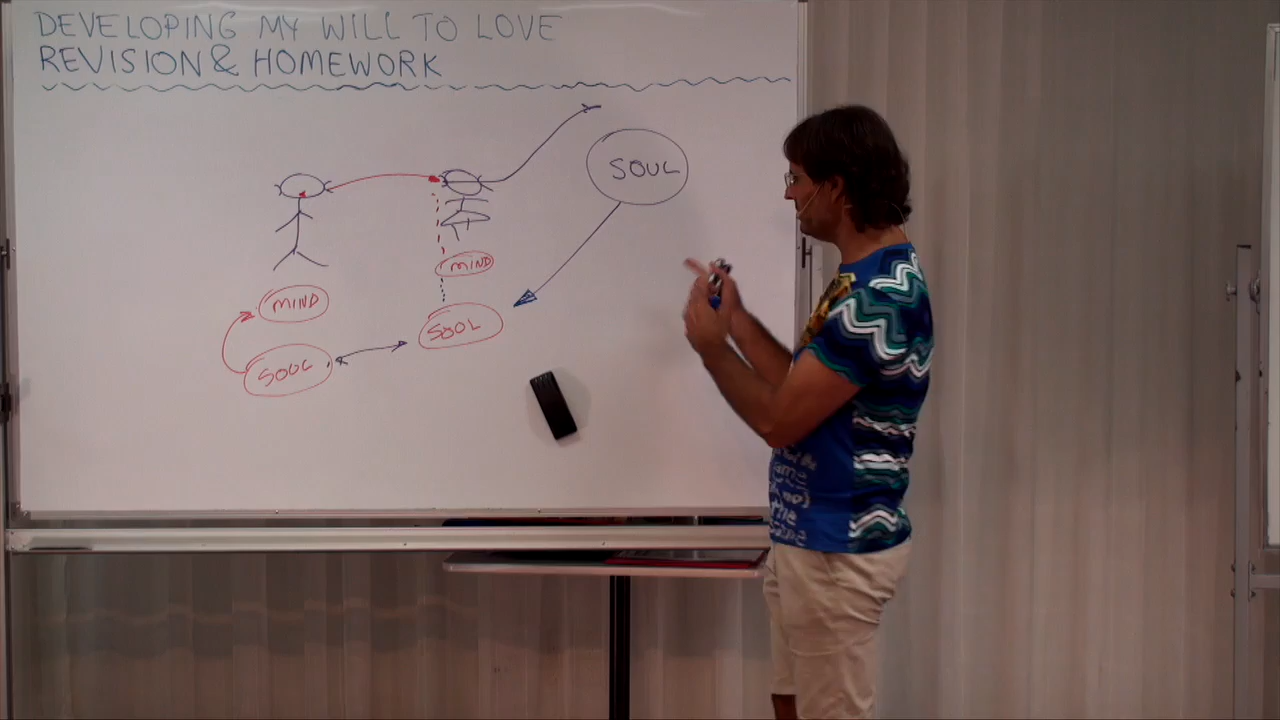 DEVELOPING MY WILL TO LOVE
REVISION & HOMEWORK
SOUL
MIND
MIND
SOUL
SOUL